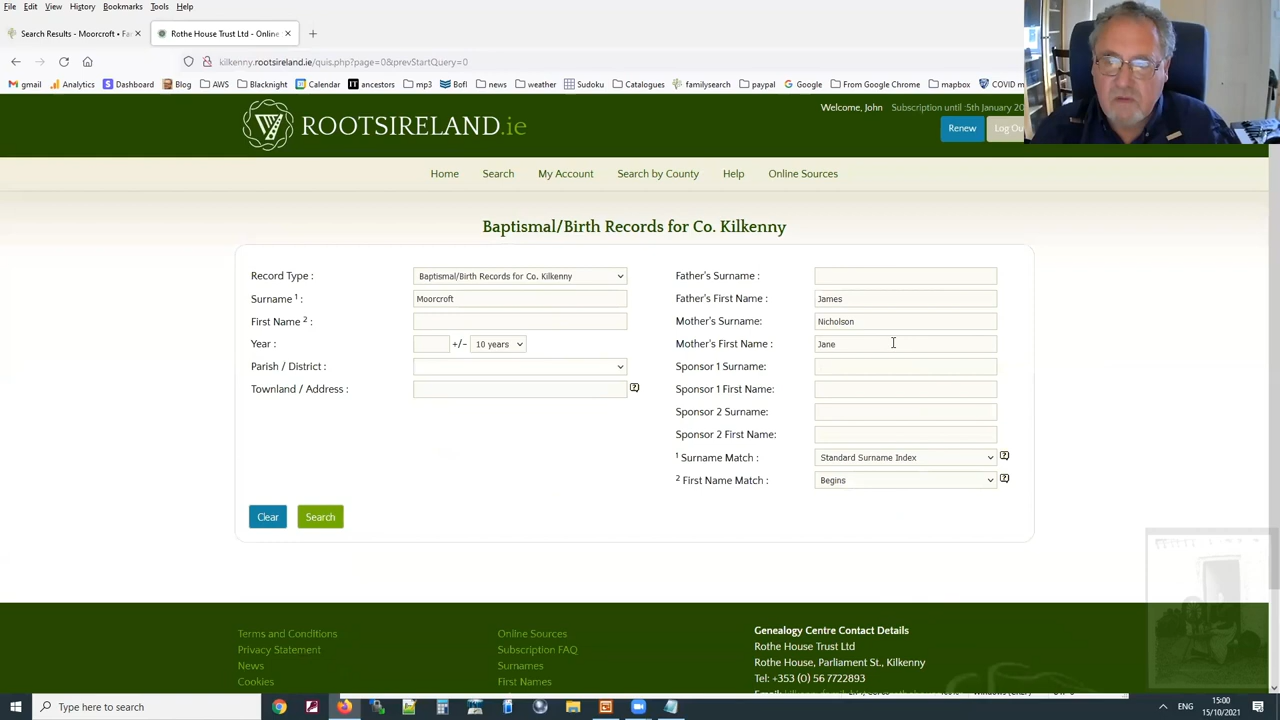 File Edit View History Bookmarks Tools Help
Search Results - Moorcroft • Fa × Rothe House Trust Ltd - Online × +
kilkenny.rootsireland.ie/quis.php?page=0&prevStartQuery=0
gmail Analytics Dashboard Blog AWS Blacknight Calendar IT ancestors mp3 Bofi news weather Sudoku Catalogues familysearch paypal Google Crossroads mapbox COVID
ROOTSIRELAND.ie
Welcome, John Subscription until :5th January 20
Renew Log Ou
Home Search My Account Search by County Help Online Sources
Baptismal/Birth Records for Co. Kilkenny
Record Type : Baptismal/Birth Records for Co. Kilkenny Father's Surname :
Surname 1 : Moorcroft Father's First Name : James
First Name 2 : Mother's Surname: Nicholson
Year : +/- 10 years Mother's First Name : Jane
Parish / District : Sponsor 1 Surname:
Townland / Address : Sponsor 1 First Name:
Sponsor 2 Surname:
Sponsor 2 First Name:
1 Surname Match : Standard Surname Index
2 First Name Match : Begins
Clear Search
Terms and Conditions Online Sources Genealogy Centre Contact Details
Privacy Statement Subscription FAQ Rothe House Trust Ltd
News Surnames Rothe House, Parliament St., Kilkenny
Cookies First Names Tel: +353 (0) 56 7722893
Type here to search ENG 15:00
15/10/2021